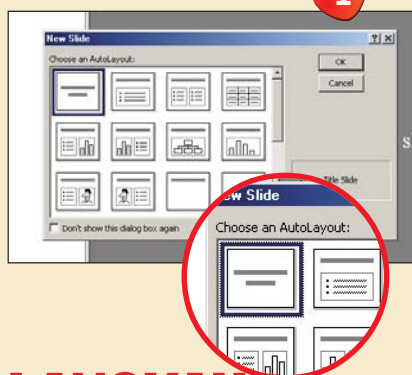 1
New Slide
Choose an AutoLayout:
OK
Cancel
Title Slide
Don't show this dialog box again
New Slide
Choose an AutoLayout: